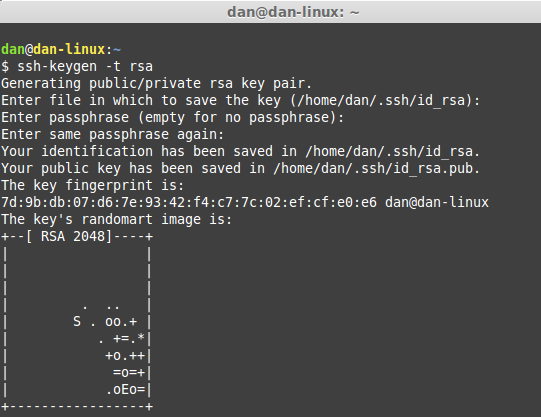 dan@dan-linux: ~
dan@dan-linux:~
$ ssh-keygen -t rsa
Generating public/private rsa key pair.
Enter file in which to save the key (/home/dan/.ssh/id_rsa):
Enter passphrase (empty for no passphrase):
Enter same passphrase again:
Your identification has been saved in /home/dan/.ssh/id_rsa.
Your public key has been saved in /home/dan/.ssh/id_rsa.pub.
The key fingerprint is:
7d:9b:db:07:d6:7e:93:42:f4:c7:7c:02:ef:cf:e0:e6 dan@dan-linux
The key's randomart image is:
+--[ RSA 2048]----+
|                 |
|                 |
|                 |
|         .  ..   |
|        S . oo.+ |
|           . +=.*|
|            +o.++|
|             =o=+|
|            .oEo=|
+-----------------+